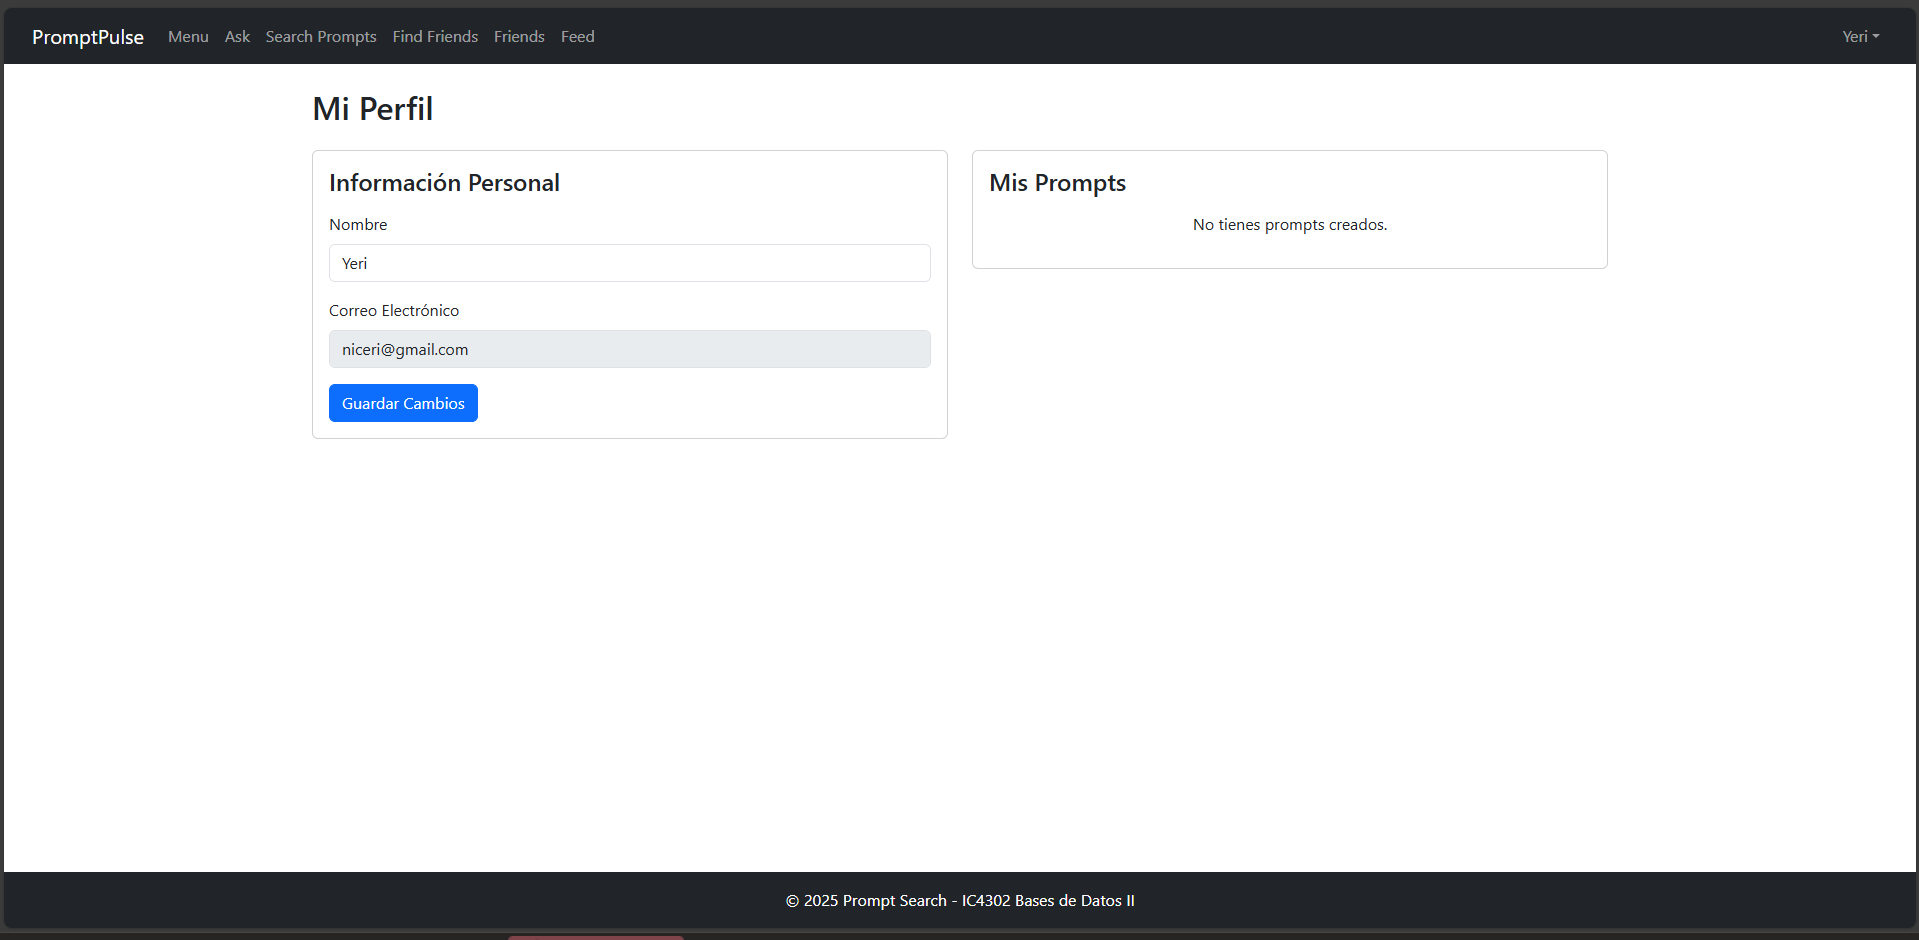 PromptPulse Menu Ask Search Prompts Find Friends Friends Feed Yeri
Mi Perfil
Información Personal
Nombre
Yeri
Correo Electrónico
niceri@gmail.com
Guardar Cambios
Mis Prompts
No tienes prompts creados.
© 2025 Prompt Search - IC4302 Bases de Datos II